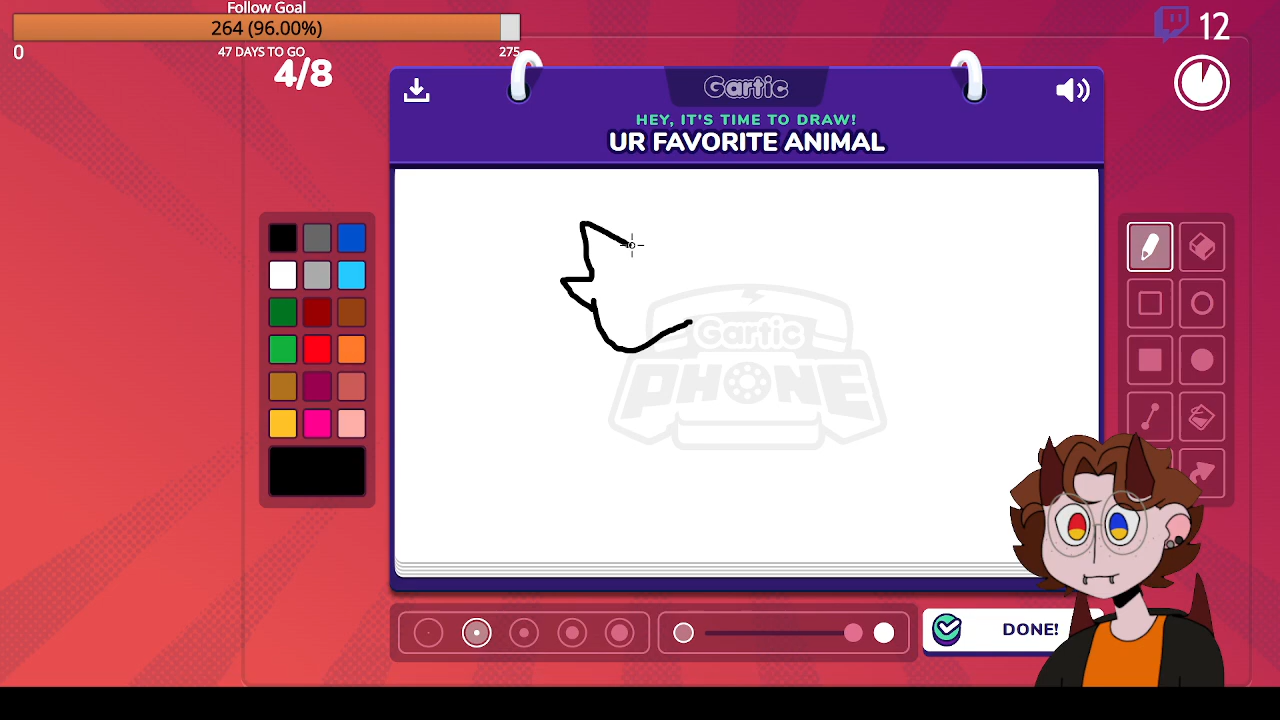 Follow Goal
264 (96.00%)
0
47 DAYS TO GO
275
4/8
12
Gartic
HEY, IT'S TIME TO DRAW!
UR FAVORITE ANIMAL
Gartic
PHONE
DONE!